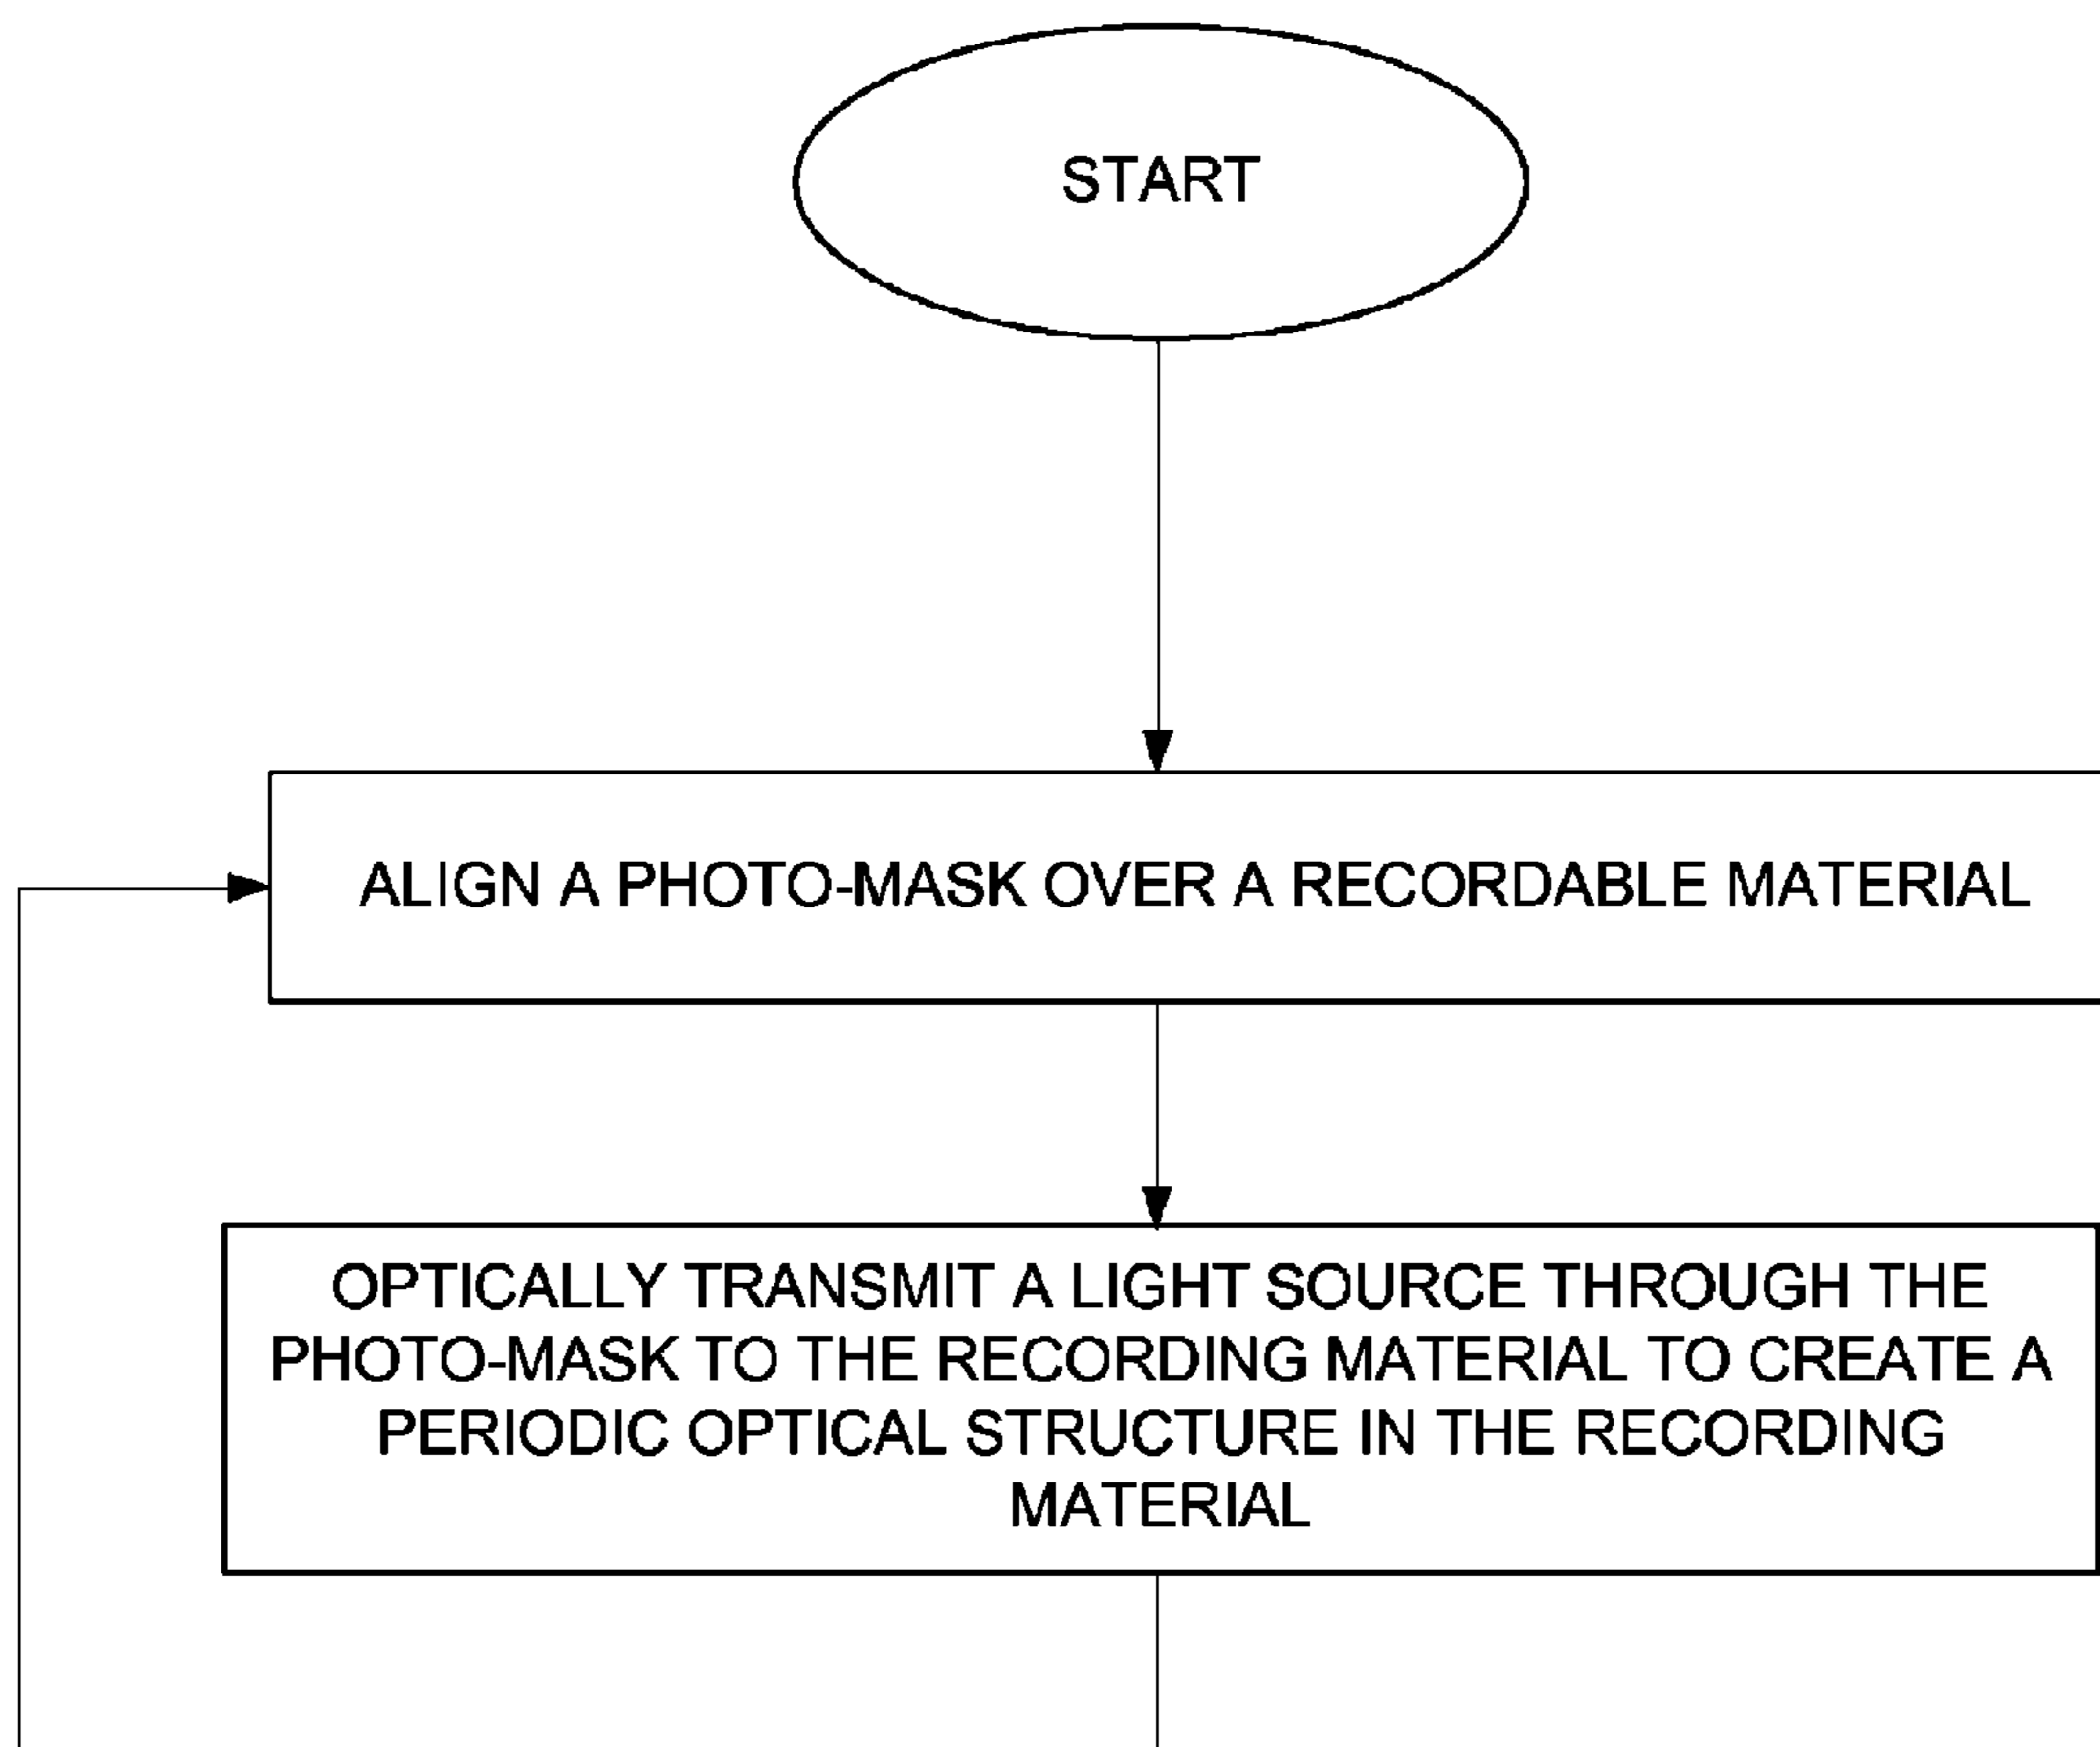 START
ALIGN A PHOTO-MASK OVER A RECORDABLE MATERIAL
OPTICALLY TRANSMIT A LIGHT SOURCE THROUGH THE
PHOTO-MASK TO THE RECORDING MATERIAL TO CREATE A
PERIODIC OPTICAL STRUCTURE IN THE RECORDING
MATERIAL